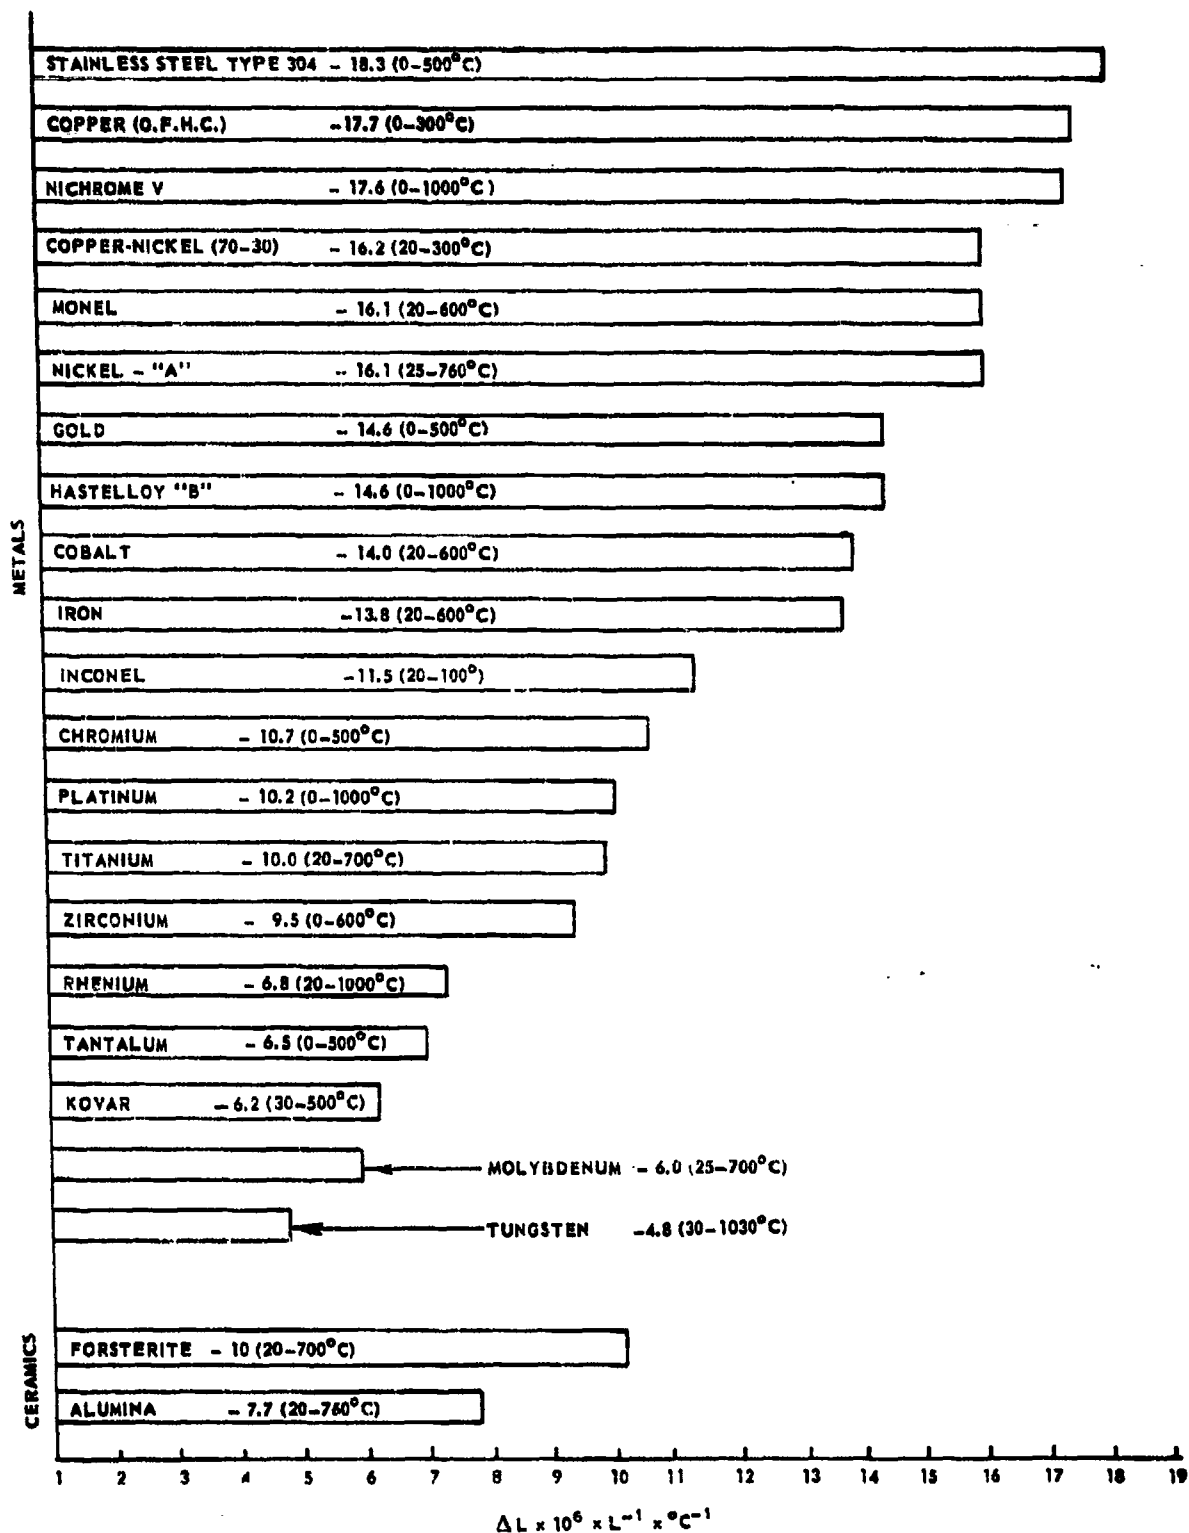 STAINLESS STEEL TYPE 304 - 18.3 (0-500°C)
COPPER (O.F.H.C.) -17.7 (0-300°C)
NICHROME V - 17.6 (0-1000°C)
COPPER-NICKEL (70-30) - 16.2 (20-300°C)
MONEL - 16.1 (20-600°C)
NICKEL - "A" - 16.1 (25-760°C)
GOLD - 14.6 (0-500°C)
HASTELLOY "B" - 14.6 (0-1000°C)
METALS
COBALT - 14.0 (20-600°C)
IRON -13.8 (20-600°C)
INCONEL -11.5 (20-100°)
CHROMIUM - 10.7 (0-500°C)
PLATINUM - 10.2 (0-1000°C)
TITANIUM - 10.0 (20-700°C)
ZIRCONIUM - 9.5 (0-600°C)
RHENIUM - 6.8 (20-1000°C)
TANTALUM - 6.5 (0-500°C)
KOVAR - 6.2 (30-500°C)
MOLYBDENUM - 6.0 (25-700°C)
TUNGSTEN -4.8 (30-1030°C)
CERAMICS
FORSTERITE - 10 (20-700°C)
ALUMINA - 7.7 (20-760°C)
1 2 3 4 5 6 7 8 9 10 11 12 13 14 15 16 17 18 19
ΔL x 10⁶ x L⁻¹ x °C⁻¹